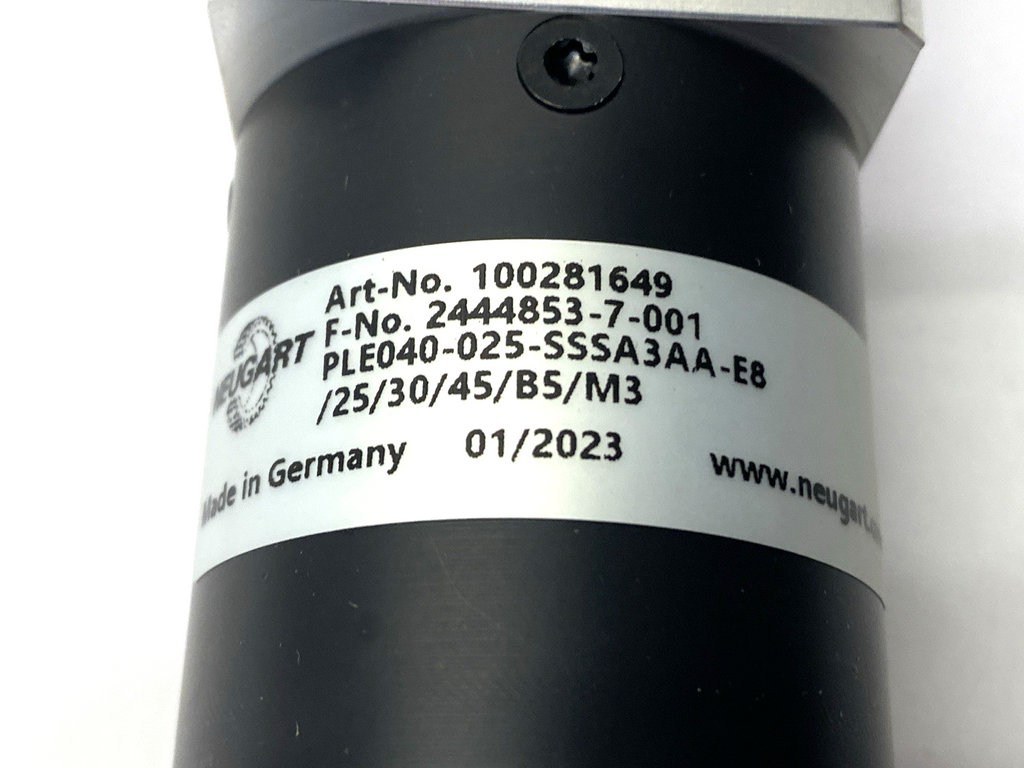 Art-No. 100281649
F-No. 2444853-7-001
PLE040-025-SSSA3AA-E8
/25/30/45/B5/M3
NEUGART
Made in Germany 01/2023 www.neugart.